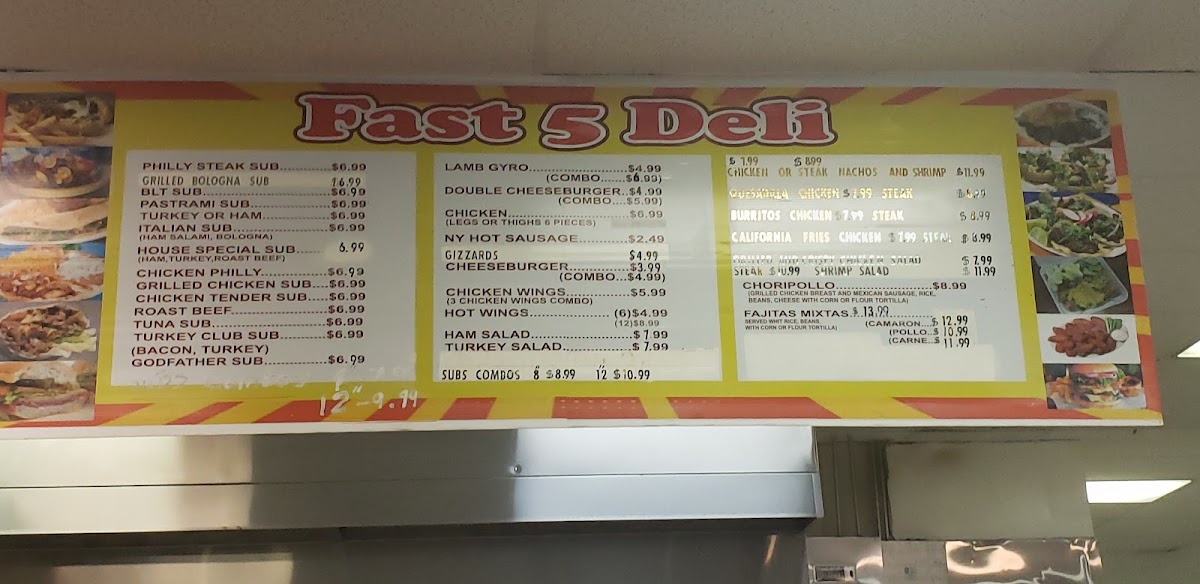 Fast 5 Deli
PHILLY STEAK SUB............$6.99
GRILLED BOLOGNA SUB $6.99
BLT SUB............$6.99
PASTRAMI SUB............$6.99
TURKEY OR HAM............$6.99
ITALIAN SUB............$6.99
(HAM SALAMI, BOLOGNA)
HOUSE SPECIAL SUB.... 6.99
(HAM,TURKEY,ROAST BEEF)
CHICKEN PHILLY............$6.99
GRILLED CHICKEN SUB....$6.99
CHICKEN TENDER SUB....$6.99
ROAST BEEF............$6.99
TUNA SUB............$6.99
TURKEY CLUB SUB............$6.99
(BACON, TURKEY)
GODFATHER SUB............$6.99
12"-9.94
LAMB GYRO............$4.99
(COMBO....$6.99)
DOUBLE CHEESEBURGER..$4.99
(COMBO...$5.99)
CHICKEN............$6.99
(LEGS OR THIGHS 6 PIECES)
NY HOT SAUSAGE............$2.49
GIZZARDS $4.99
CHEESEBURGER............$3.99
(COMBO...$4.99)
CHICKEN WINGS............$5.99
(3 CHICKEN WINGS COMBO)
HOT WINGS............(6)$4.99
(12)$8.99
HAM SALAD............$7.99
TURKEY SALAD............$7.99
SUBS COMBOS 8" $8.99 12" $10.99
$7.99 $8.99
CHICKEN OR STEAK NACHOS AND SHRIMP $11.99
QUESADILLA CHICKEN $7.99 STEAK $8.99
BURRITOS CHICKEN $7.99 STEAK $8.99
CALIFORNIA FRIES CHICKEN $7.99 STEAK $8.99
GRILLED AND CRISPY CHICKEN SALAD $7.99
STEAK SHRIMP SALAD $11.99
CHORIPOLLO............$8.99
(GRILLED CHICKEN BREAST AND MEXICAN SAUSAGE, RICE,
BEANS, CHEESE WITH CORN OR FLOUR TORTILLA)
FAJITAS MIXTAS.$ 13.99
SERVED WHT RICE, BEANS,
WITH CORN OR FLOUR TORTILLA)
(CAMARON....$ 12.99
(POLLO...$ 10.99
(CARNE...$ 11.99